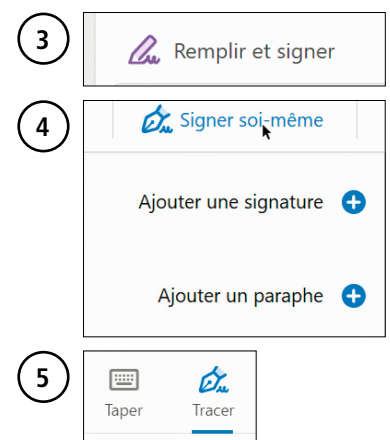 3
Remplir et signer
4
Signer soi-même
Ajouter une signature
Ajouter un paraphe
5
Taper Tracer